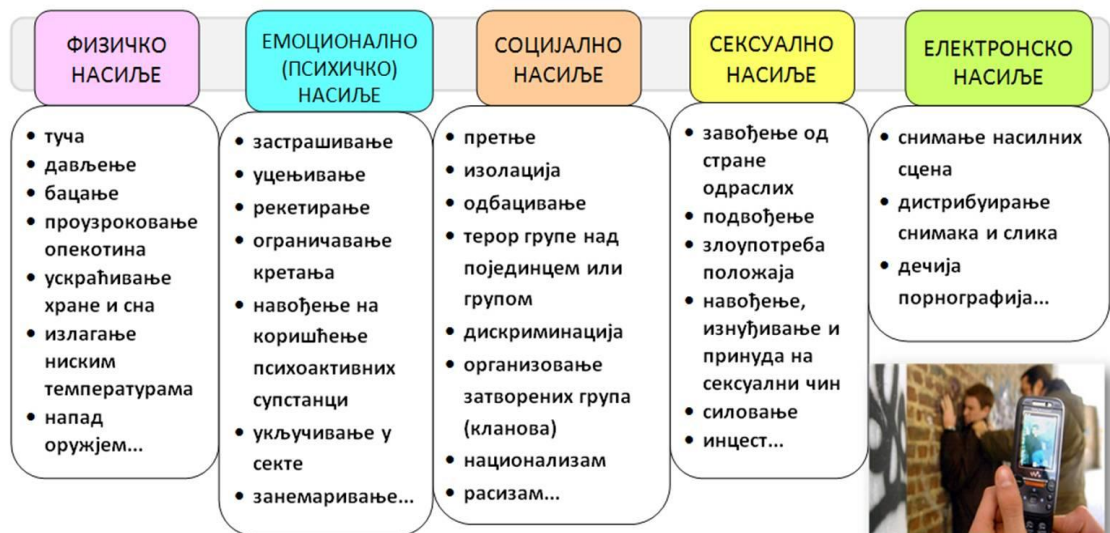 ФИЗИЧКО
НАСИЉЕ
• туча
• дављење
• бацање
• проузроковање
опекотина
• ускраћивање
хране и сна
• излагање
ниским
температурама
• напад
оружјем...
ЕМОЦИОНАЛНО
(ПСИХИЧКО)
НАСИЉЕ
• застрашивање
• уцењивање
• рекетирање
• ограничавање
кретања
• навођење на
коришћење
психоактивних
супстанци
• укључивање у
секте
• занемаривање...
СОЦИЈАЛНО
НАСИЉЕ
• претње
• изолација
• одбацивање
• терор групе над
појединцем или
групом
• дискриминација
• организовање
затворених група
(кланова)
• национализам
• расизам...
СЕКСУАЛНО
НАСИЉЕ
• завођење од
стране
одраслих
• подвођење
• злоупотреба
положаја
• навођење,
изнуђивање и
принуда на
сексуални чин
• силовање
• инцест...
ЕЛЕКТРОНСКО
НАСИЉЕ
• снимање насилних
сцена
• дистрибуирање
снимака и слика
• дечија
порнографија...